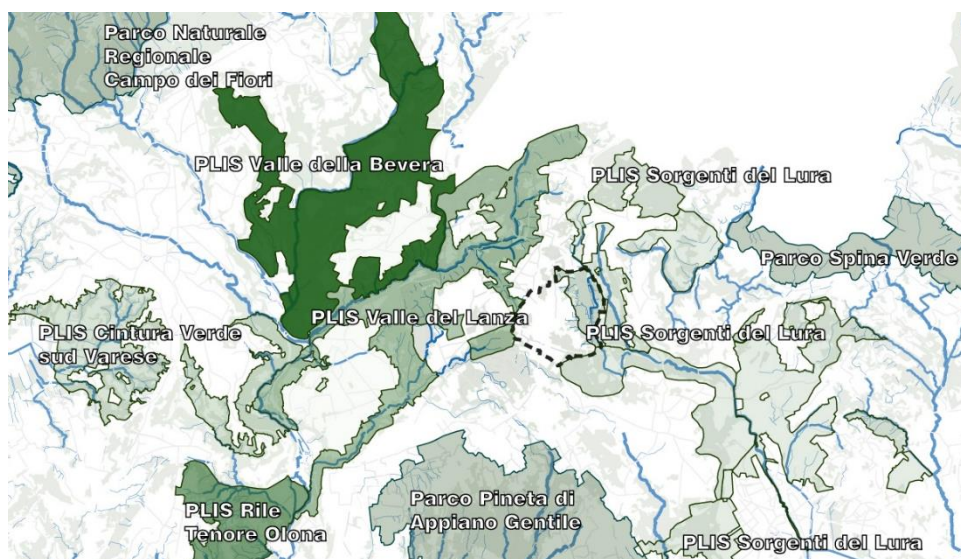 Parco Naturale
Regionale
Campo dei Fiori
PLIS Valle della Bevera
PLIS Sorgenti del Lura
Parco Spina Verde
PLIS Cintura Verde
sud Varese
PLIS Valle del Lanza
PLIS Sorgenti del Lura
PLIS Rile
Tenore Olona
Parco Pineta di
Appiano Gentile
PLIS Sorgenti del Lura